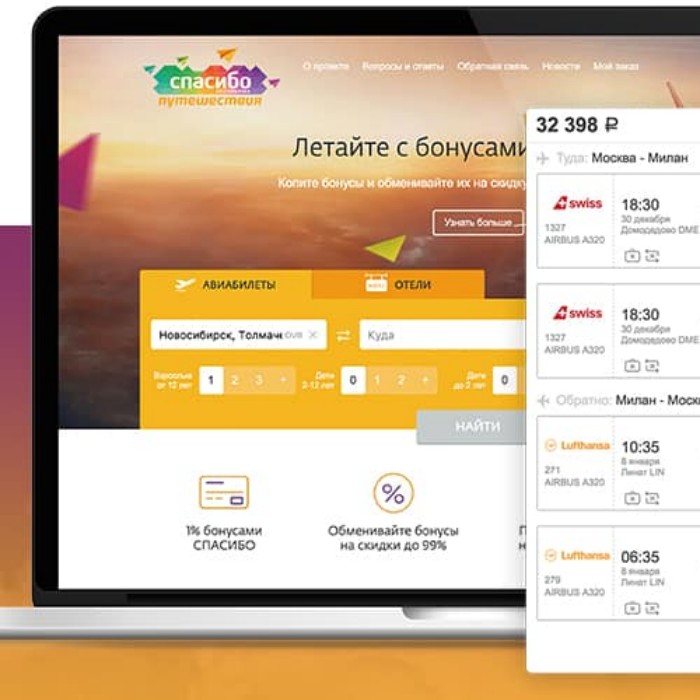 спасибо
путешествия
О проекте Вопросы и ответы Обратная связь Новости Мой заказ
Летайте с бонусами
Копите бонусы и обменивайте их на скидку
Узнать больше
АВИАБИЛЕТЫ ОТЕЛИ
Новосибирск, Толмачё OVB Куда
Взрослые от 12 лет 1 2 3 + Дети 2-12 лет 0 1 2 + Дети до 2 лет 0
НАЙТИ
1% бонусами
СПАСИБО
Обменивайте бонусы
на скидки до 99%
32 398 ₽
Туда: Москва - Милан
swiss 18:30
30 декабря
1327 Домодедово DME
AIRBUS A320
swiss 18:30
30 декабря
1327 Домодедово DME
AIRBUS A320
Обратно: Милан - Моск
Lufthansa 10:35
8 января
271 Линат LIN
AIRBUS A320
Lufthansa 06:35
8 января
279 Линат LIN
AIRBUS A320